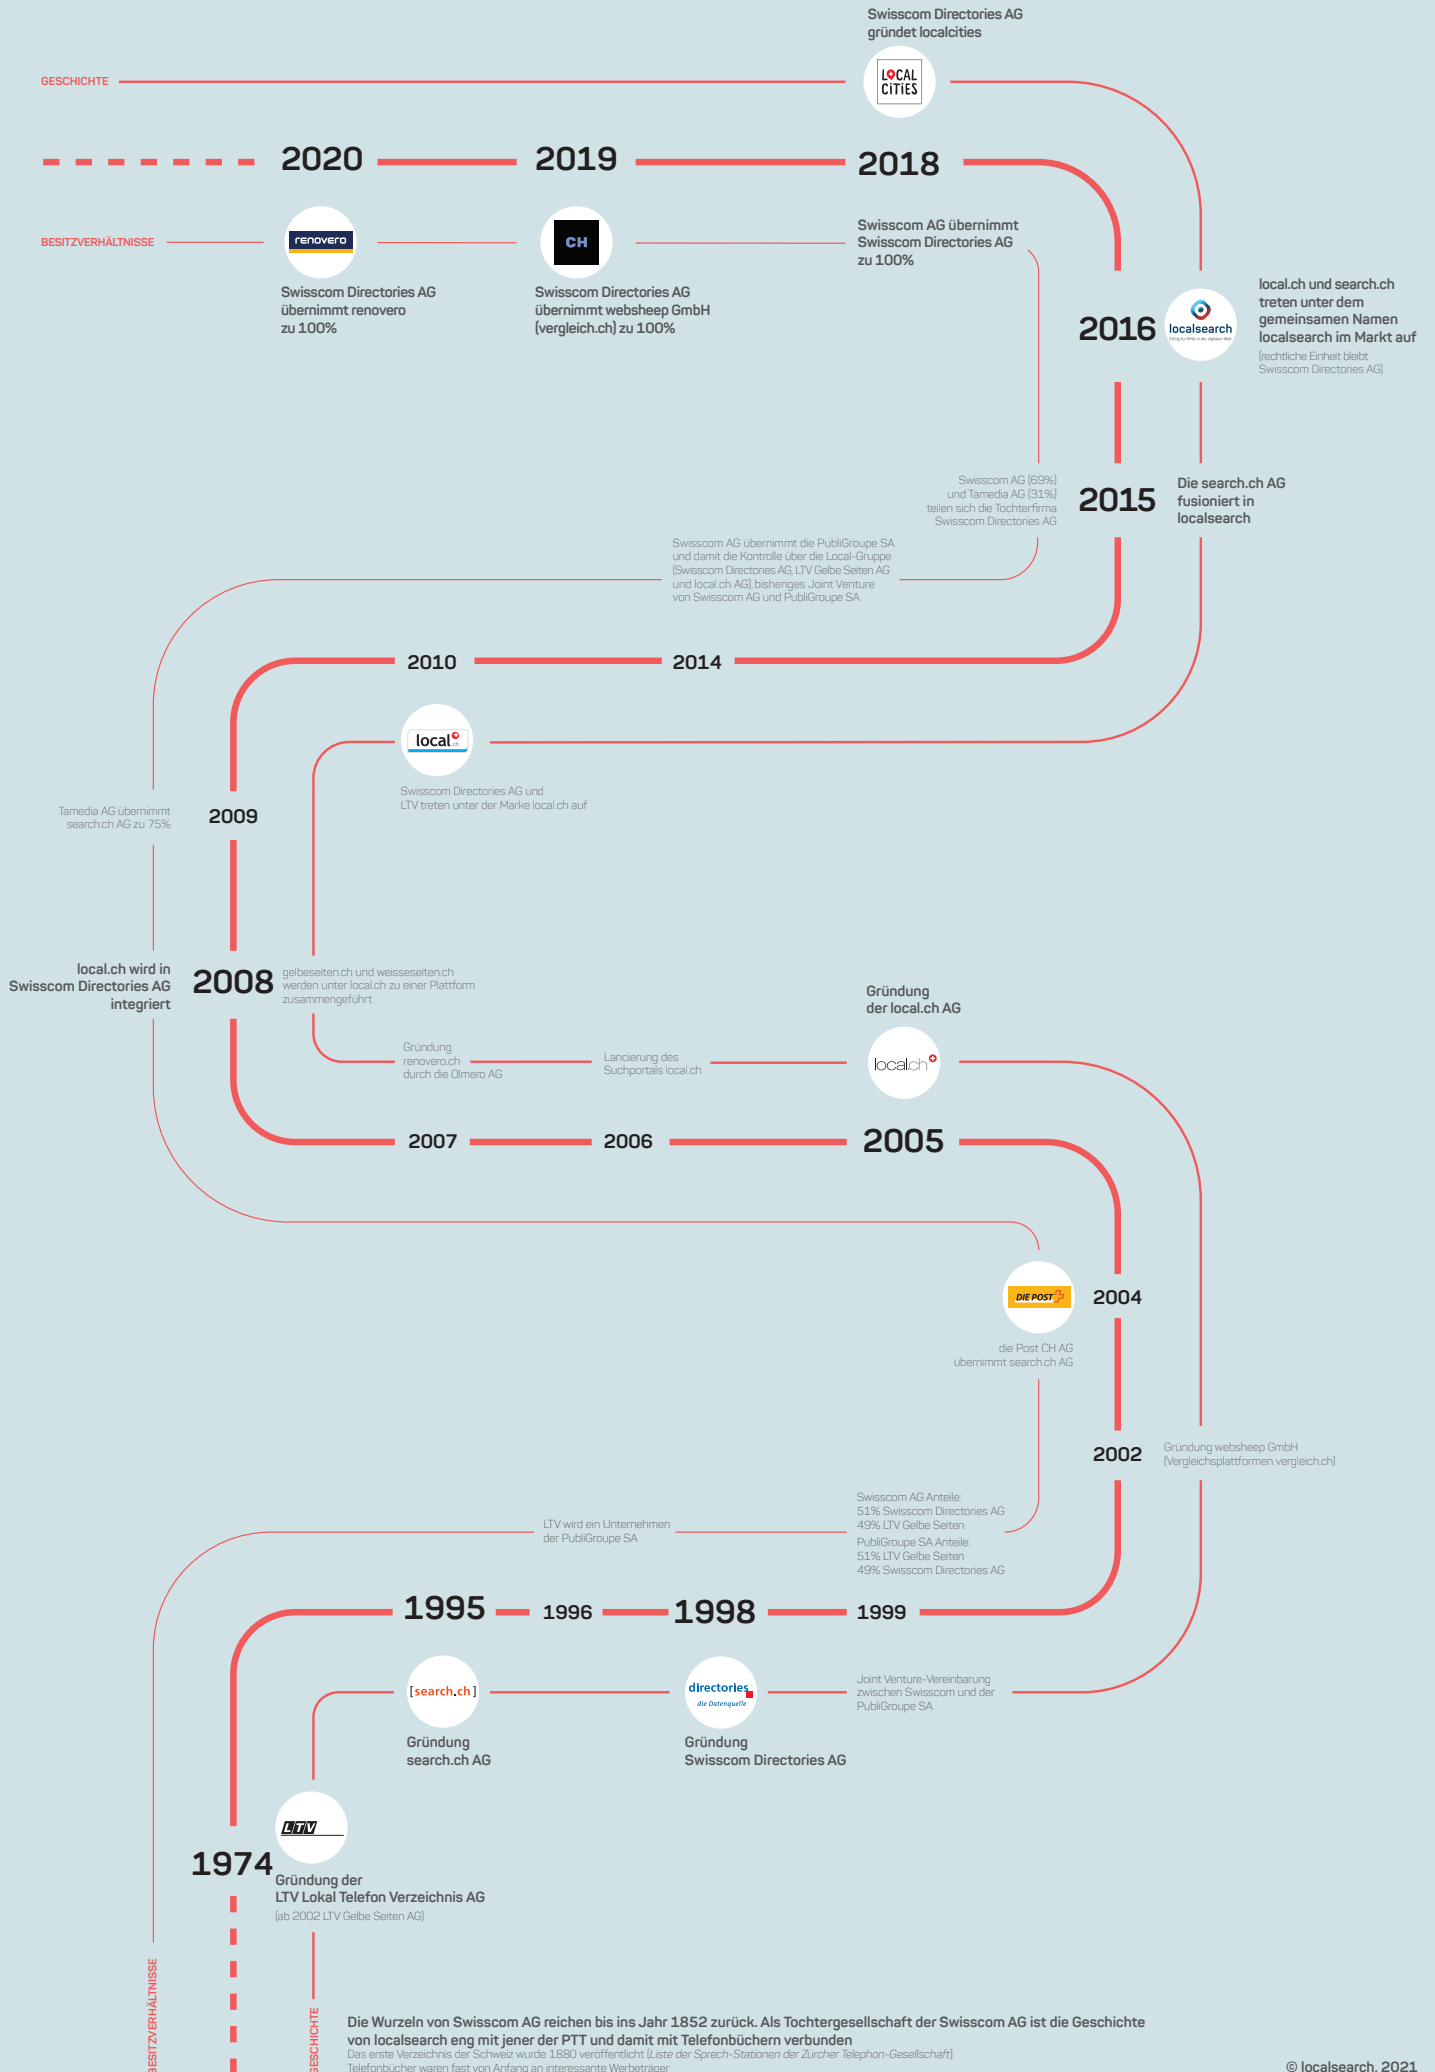 Swisscom Directories AG
gründet localcities
LOCAL
CiTiES
GESCHICHTE
2020
2019
2018
BESITZVERHÄLTNISSE
renovero
CH
Swisscom AG übernimmt
Swisscom Directories AG
zu 100%
Swisscom Directories AG
übernimmt renovero
zu 100%
Swisscom Directories AG
übernimmt websheep GmbH
(vergleich.ch) zu 100%
2016
localsearch
Erfolg für KMU in der digitalen Welt
local.ch und search.ch
treten unter dem
gemeinsamen Namen
localsearch im Markt auf
(rechtliche Einheit bleibt
Swisscom Directories AG)
Swisscom AG (69%)
und Tamedia AG (31%)
teilen sich die Tochterfirma
Swisscom Directories AG
2015
Die search.ch AG
fusioniert in
localsearch
Swisscom AG übernimmt die PubliGroupe SA
und damit die Kontrolle über die Local-Gruppe
(Swisscom Directories AG, LTV Gelbe Seiten AG
und local.ch AG), bisheriges Joint Venture
von Swisscom AG und PubliGroupe SA
2010
2014
local.ch
Swisscom Directories AG und
LTV treten unter der Marke local.ch auf
Tamedia AG übernimmt
search.ch AG zu 75%
2009
local.ch wird in
Swisscom Directories AG
integriert
2008
gelbeseiten.ch und weisseseiten.ch
werden unter local.ch zu einer Plattform
zusammengeführt
Gründung
renovero.ch
durch die Olmero AG
Lancierung des
Suchportals local.ch
Gründung
der local.ch AG
local.ch
2007
2006
2005
DIE POST
2004
die Post CH AG
übernimmt search.ch AG
2002
Gründung websheep GmbH
(Vergleichsplattformen vergleich.ch)
LTV wird ein Unternehmen
der PubliGroupe SA
Swisscom AG Anteile:
51% Swisscom Directories AG
49% LTV Gelbe Seiten
PubliGroupe SA Anteile:
51% LTV Gelbe Seiten
49% Swisscom Directories AG
1995
1996
1998
1999
[search.ch]
directories
die Datenquelle
Joint Venture-Vereinbarung
zwischen Swisscom und der
PubliGroupe SA
Gründung
search.ch AG
Gründung
Swisscom Directories AG
LTV
1974
Gründung der
LTV Lokal Telefon Verzeichnis AG
(ab 2002 LTV Gelbe Seiten AG)
BESITZVERHÄLTNISSE
GESCHICHTE
Die Wurzeln von Swisscom AG reichen bis ins Jahr 1852 zurück. Als Tochtergesellschaft der Swisscom AG ist die Geschichte
von localsearch eng mit jener der PTT und damit mit Telefonbüchern verbunden
Das erste Verzeichnis der Schweiz wurde 1880 veröffentlicht (Liste der Sprech-Stationen der Zürcher Telephon-Gesellschaft).
Telefonbücher waren fast von Anfang an interessante Werbeträger
© localsearch, 2021